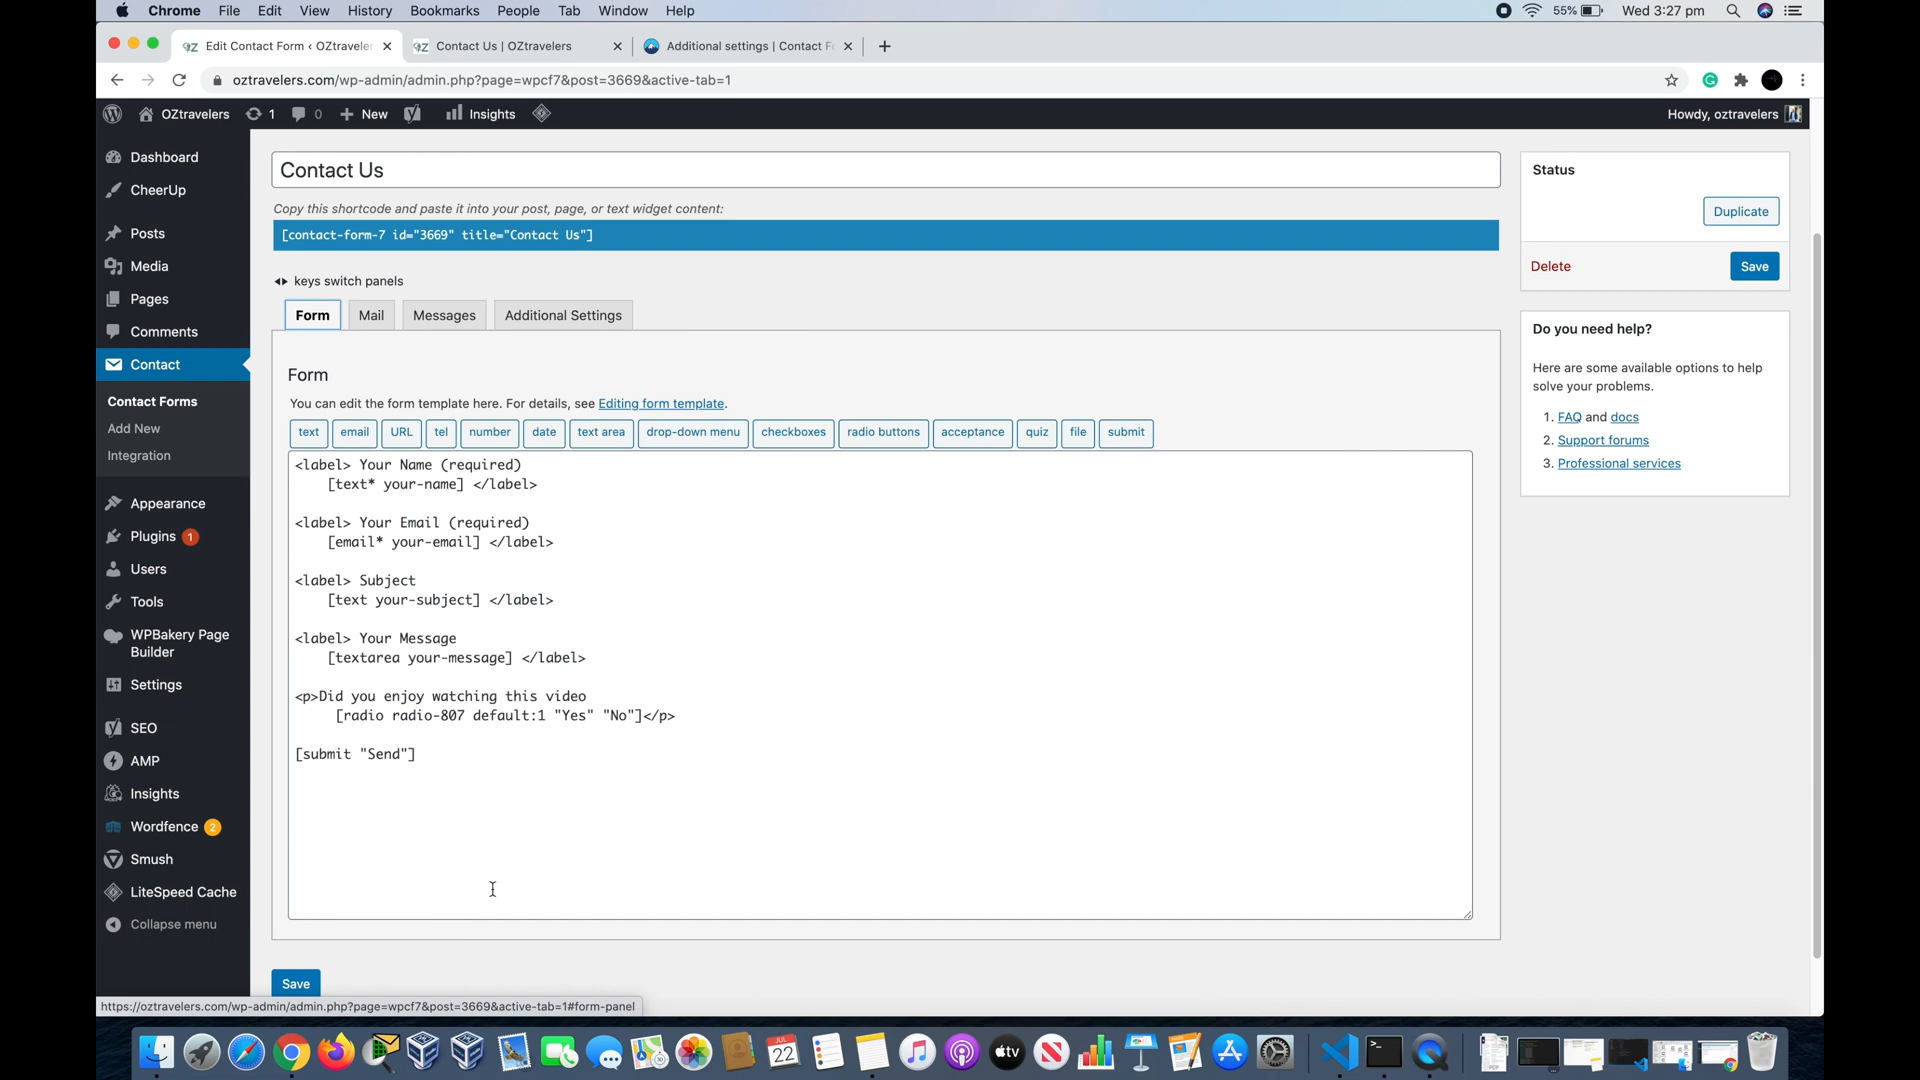 Chrome File Edit View History Bookmarks People Tab Window Help 55% Wed 3:27 pm
Edit Contact Form ‹ OZtraveler Contact Us | OZtravelers Additional settings | Contact Fo
oztravelers.com/wp-admin/admin.php?page=wpcf7&post=3669&active-tab=1
OZtravelers 1 0 New Insights Howdy, oztravelers
Dashboard
CheerUp
Posts
Media
Pages
Comments
Contact
Contact Forms
Add New
Integration
Appearance
Plugins 1
Users
Tools
WPBakery Page
Builder
Settings
SEO
AMP
Insights
Wordfence 2
Smush
LiteSpeed Cache
Collapse menu
Contact Us
Copy this shortcode and paste it into your post, page, or text widget content:
[contact-form-7 id="3669" title="Contact Us"]
keys switch panels
Form Mail Messages Additional Settings
Form
You can edit the form template here. For details, see Editing form template.
text email URL tel number date text area drop-down menu checkboxes radio buttons acceptance quiz file submit
<label> Your Name (required)
[text* your-name] </label>
<label> Your Email (required)
[email* your-email] </label>
<label> Subject
[text your-subject] </label>
<label> Your Message
[textarea your-message] </label>
<p>Did you enjoy watching this video
[radio radio-807 default:1 "Yes" "No"]</p>
[submit "Send"]
Save
Status
Duplicate
Delete Save
Do you need help?
Here are some available options to help
solve your problems.
1. FAQ and docs
2. Support forums
3. Professional services
https://oztravelers.com/wp-admin/admin.php?page=wpcf7&post=3669&active-tab=1#form-panel
JUL
22
tv